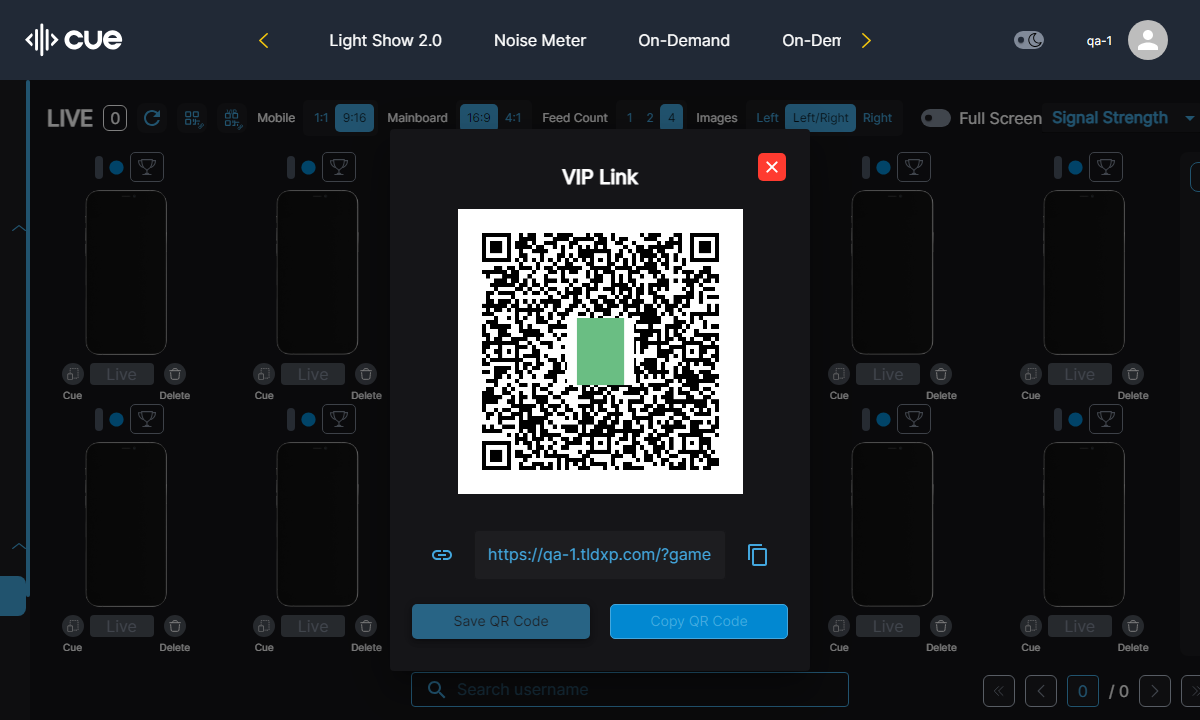 cue
Light Show 2.0
Noise Meter
On-Demand
On-Dem
qa-1
LIVE 0
Mobile 1:1 9:16
Mainboard 16:9 4:1
Feed Count 1 2 4
Images Left Left/Right Right
Full Screen
Signal Strength
VIP Link
Live Live Live Live
Cue Delete Cue Delete Cue Delete Cue Delete
https://qa-1.tldxp.com/?game
Save QR Code Copy QR Code
Live Live Live Live
Cue Delete Cue Delete Cue Delete Cue Delete
Search username
0 / 0